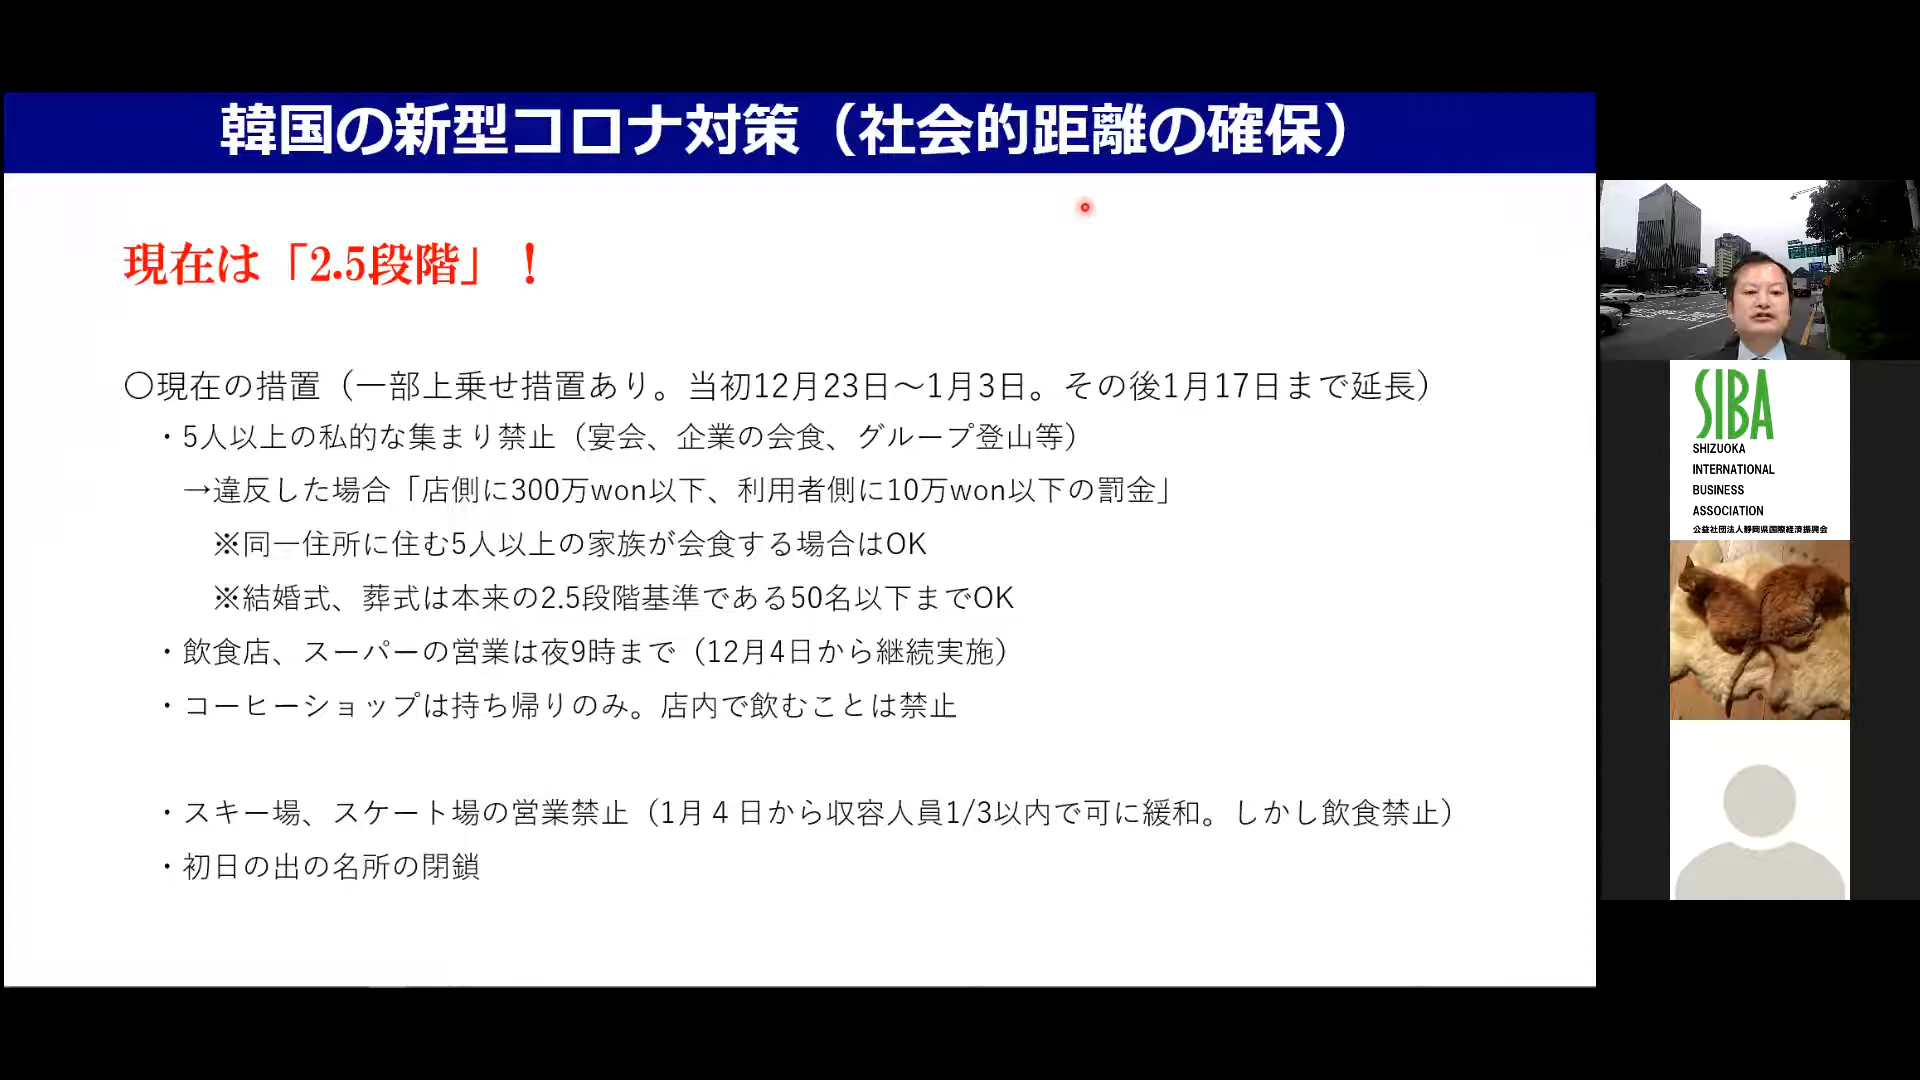 韓国の新型コロナ対策（社会的距離の確保）
現在は「2.5段階」！
〇現在の措置（一部上乗せ措置あり。当初12月23日～1月3日。その後1月17日まで延長）
・5人以上の私的な集まり禁止（宴会、企業の会食、グループ登山等）
→違反した場合「店側に300万won以下、利用者側に10万won以下の罰金」
※同一住所に住む5人以上の家族が会食する場合はOK
※結婚式、葬式は本来の2.5段階基準である50名以下までOK
・飲食店、スーパーの営業は夜9時まで（12月4日から継続実施）
・コーヒーショップは持ち帰りのみ。店内で飲むことは禁止
・スキー場、スケート場の営業禁止（1月４日から収容人員1/3以内で可に緩和。しかし飲食禁止）
・初日の出の名所の閉鎖
SIBA
SHIZUOKA
INTERNATIONAL
BUSINESS
ASSOCIATION
公益社団法人静岡県国際経済振興会